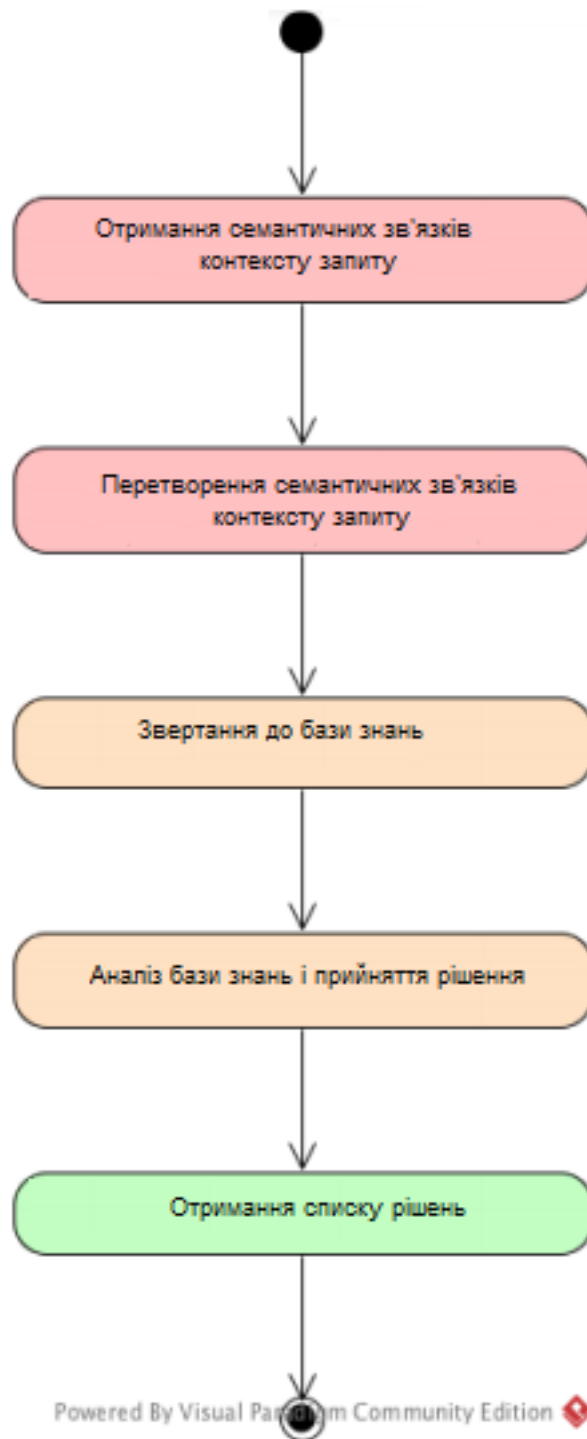 Отримання семантичних зв'язків
контексту запиту
Перетворення семантичних зв'язків
контексту запиту
Звертання до бази знань
Аналіз бази знань і прийняття рішення
Отримання списку рішень
Powered By Visual Paradigm Community Edition